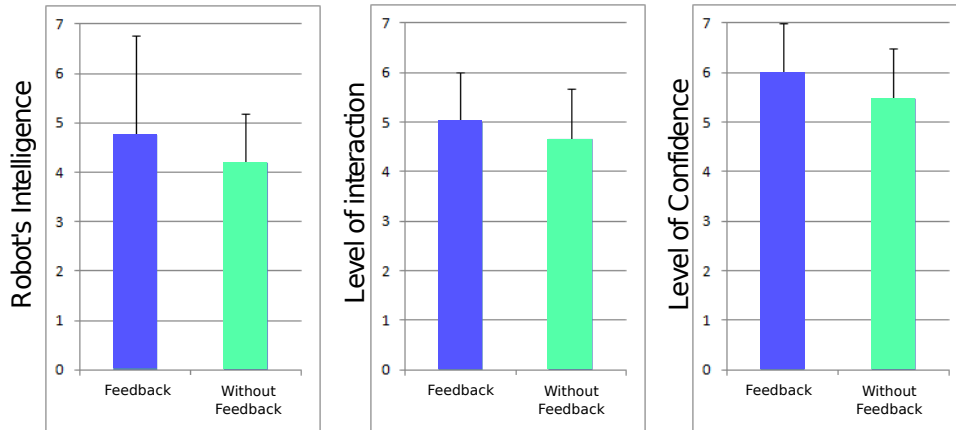 Robot's Intelligence
7
6
5
4
3
2
1
0
Feedback
Without
Feedback
Level of interaction
7
6
5
4
3
2
1
0
Feedback
Without
Feedback
Level of Confidence
7
6
5
4
3
2
1
0
Feedback
Without
Feedback